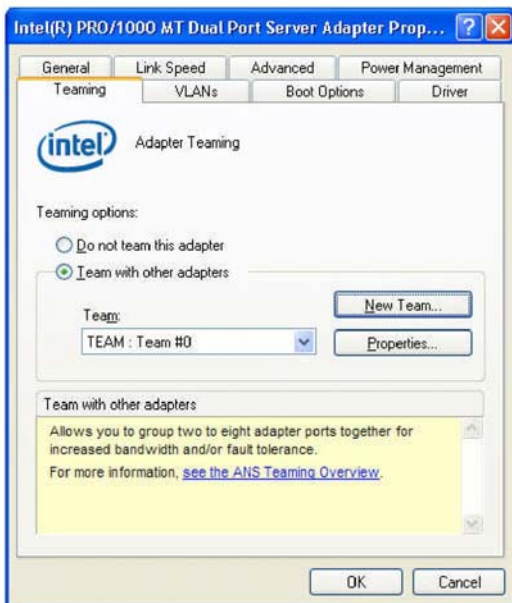 Intel(R) PRO/1000 MT Dual Port Server Adapter Prop...
General Link Speed Advanced Power Management
Teaming VLANs Boot Options Driver
intel Adapter Teaming
Teaming options:
Do not team this adapter
Team with other adapters
New Team...
Team:
TEAM : Team #0 Properties...
Team with other adapters
Allows you to group two to eight adapter ports together for
increased bandwidth and/or fault tolerance.
For more information, see the ANS Teaming Overview.
OK Cancel